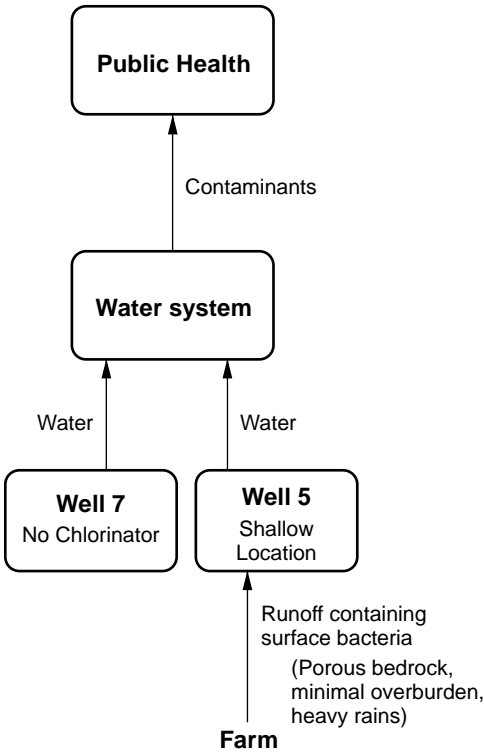 Public Health
Contaminants
Water system
Water
Water
Well 7
No Chlorinator
Well 5
Shallow
Location
Runoff containing
surface bacteria
(Porous bedrock,
minimal overburden,
heavy rains)
Farm